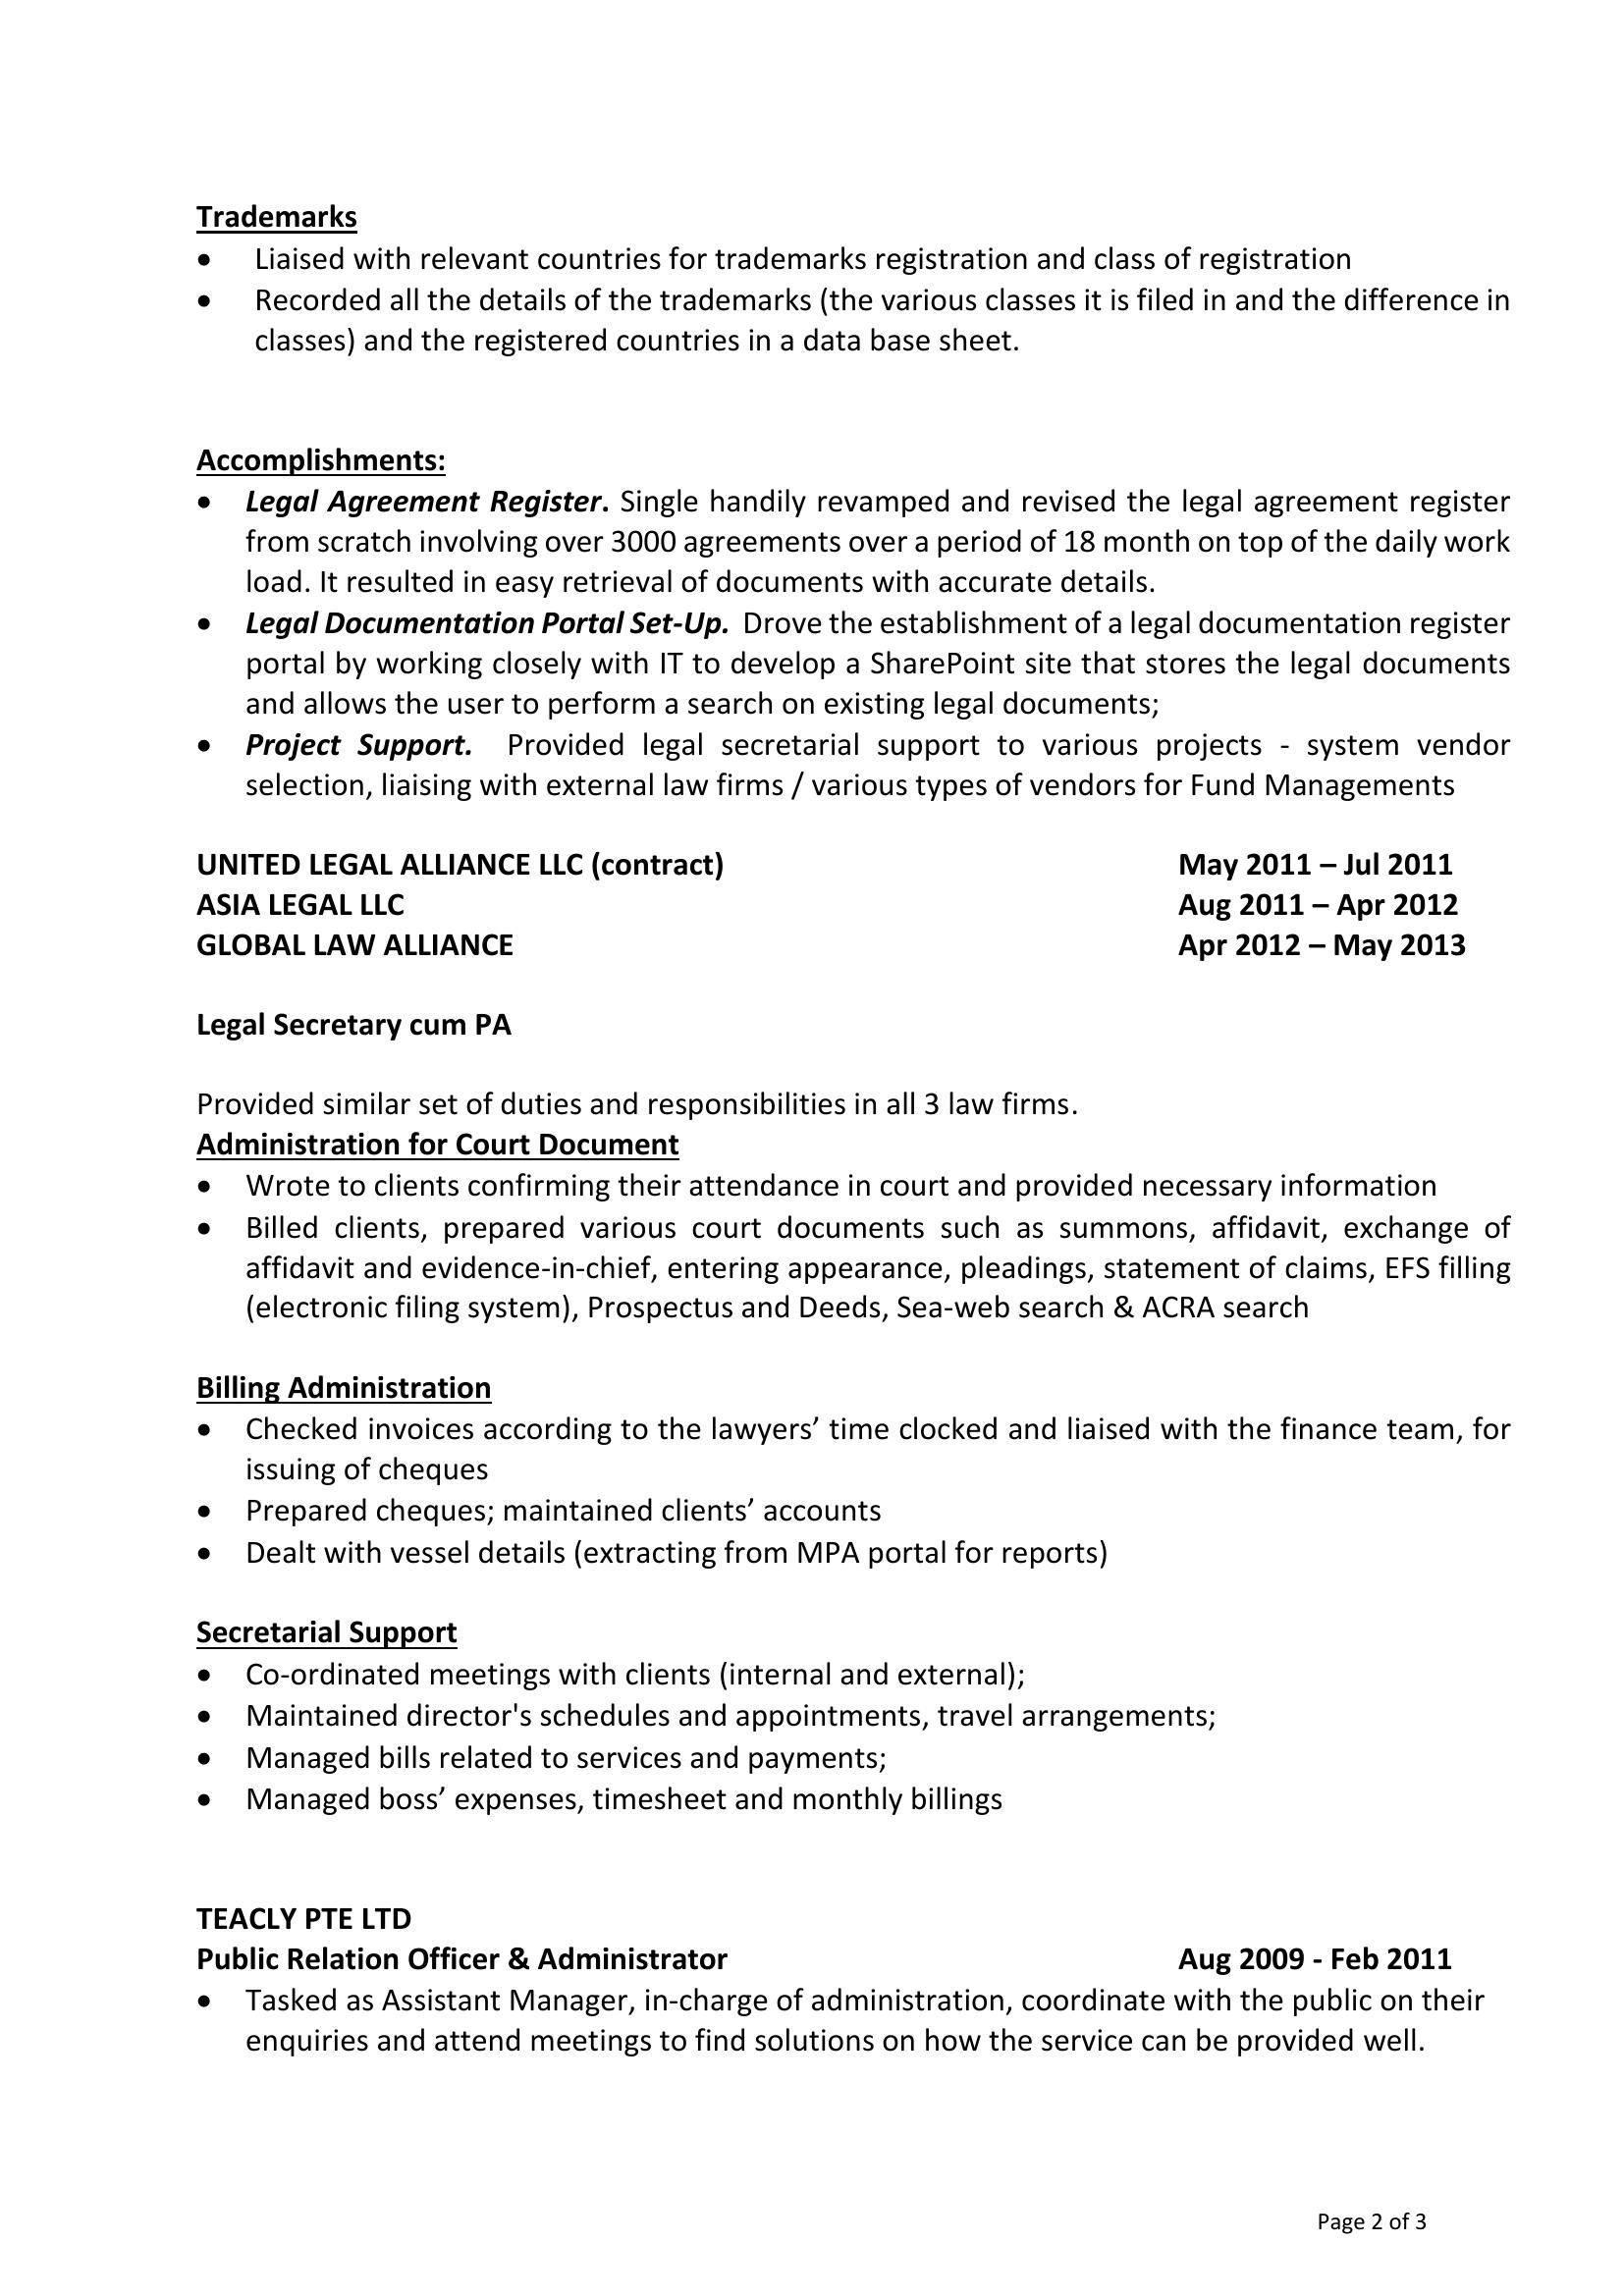 Trademarks
• Liaised with relevant countries for trademarks registration and class of registration
• Recorded all the details of the trademarks (the various classes it is filed in and the difference in
classes) and the registered countries in a data base sheet.
Accomplishments:
• Legal Agreement Register. Single handily revamped and revised the legal agreement register
from scratch involving over 3000 agreements over a period of 18 month on top of the daily work
load. It resulted in easy retrieval of documents with accurate details.
• Legal Documentation Portal Set-Up. Drove the establishment of a legal documentation register
portal by working closely with IT to develop a SharePoint site that stores the legal documents
and allows the user to perform a search on existing legal documents;
• Project Support. Provided legal secretarial support to various projects - system vendor
selection, liaising with external law firms / various types of vendors for Fund Managements
UNITED LEGAL ALLIANCE LLC (contract) May 2011 – Jul 2011
ASIA LEGAL LLC Aug 2011 – Apr 2012
GLOBAL LAW ALLIANCE Apr 2012 – May 2013
Legal Secretary cum PA
Provided similar set of duties and responsibilities in all 3 law firms.
Administration for Court Document
• Wrote to clients confirming their attendance in court and provided necessary information
• Billed clients, prepared various court documents such as summons, affidavit, exchange of
affidavit and evidence-in-chief, entering appearance, pleadings, statement of claims, EFS filling
(electronic filing system), Prospectus and Deeds, Sea-web search & ACRA search
Billing Administration
• Checked invoices according to the lawyers’ time clocked and liaised with the finance team, for
issuing of cheques
• Prepared cheques; maintained clients’ accounts
• Dealt with vessel details (extracting from MPA portal for reports)
Secretarial Support
• Co-ordinated meetings with clients (internal and external);
• Maintained director's schedules and appointments, travel arrangements;
• Managed bills related to services and payments;
• Managed boss’ expenses, timesheet and monthly billings
TEACLY PTE LTD
Public Relation Officer & Administrator Aug 2009 - Feb 2011
• Tasked as Assistant Manager, in-charge of administration, coordinate with the public on their
enquiries and attend meetings to find solutions on how the service can be provided well.
Page 2 of 3